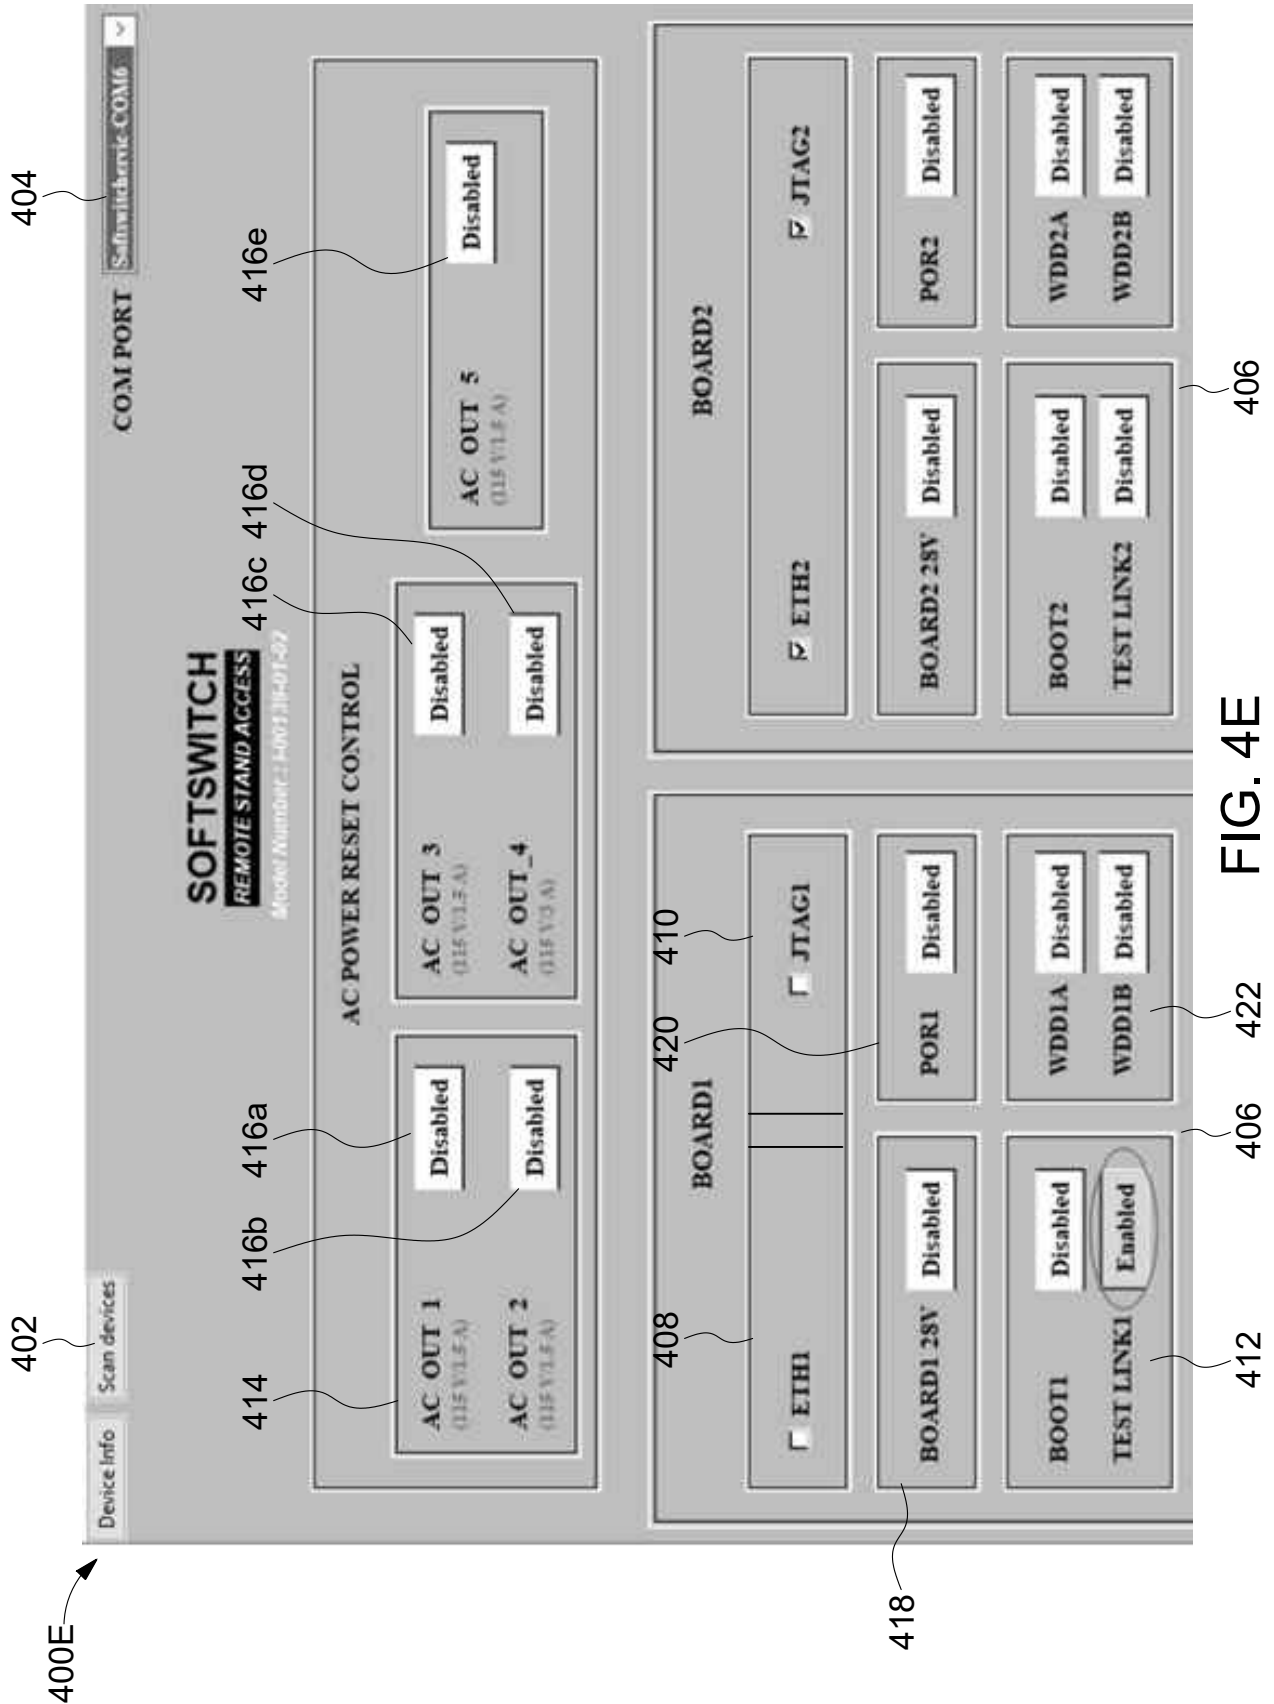 400E
402
404
Device Info
Scan devices
COM PORT
SOFTSWITCH
REMOTE STAND ACCESS
AC POWER RESET CONTROL
414
416a
416b
416c
416d
416e
AC OUT 1
(115 V/1.5 A)
Disabled
AC OUT 2
(115 V/1.5 A)
Disabled
AC OUT 3
(115 V/1.5 A)
Disabled
AC OUT_4
(115 V/3 A)
Disabled
AC OUT 5
(115 V/1.5 A)
Disabled
408
BOARD1
420
410
ETH1
JTAG1
418
BOARD1 28V
Disabled
POR1
Disabled
BOOT1
Disabled
TEST LINK1
Enabled
WDD1A
Disabled
WDD1B
Disabled
412
406
422
BOARD2
ETH2
JTAG2
BOARD2 28V
Disabled
POR2
Disabled
BOOT2
Disabled
TEST LINK2
Disabled
WDD2A
Disabled
WDD2B
Disabled
406
FIG. 4E